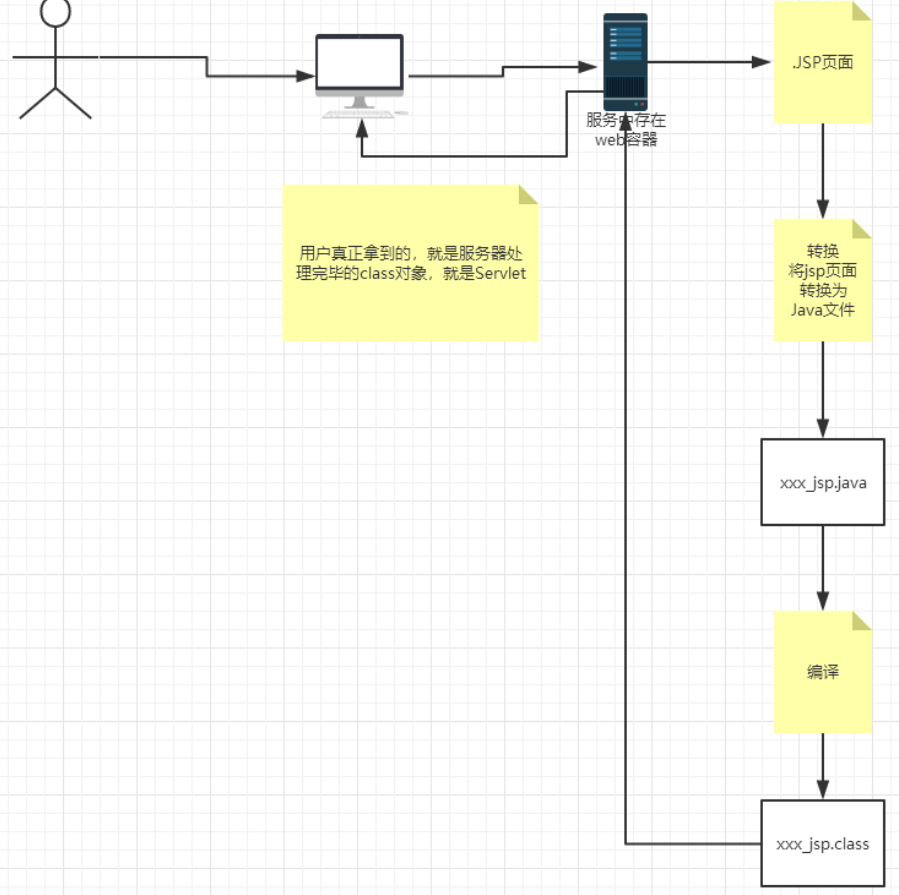 .JSP页面
服务中存在
web容器
用户真正拿到的，就是服务器处
理完毕的class对象，就是Servlet
转换
将jsp页面
转换为
Java文件
xxx_jsp.java
编译
xxx_jsp.class